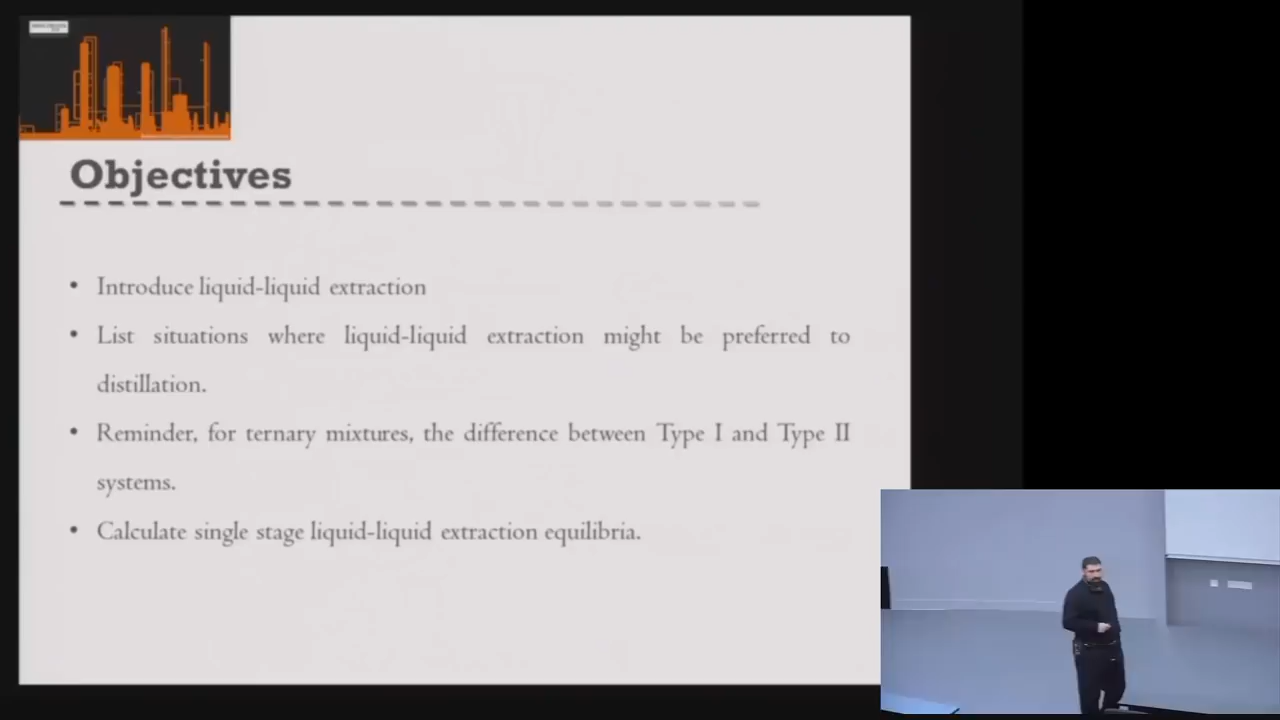 Objectives
• Introduce liquid-liquid extraction
• List situations where liquid-liquid extraction might be preferred to
distillation.
• Reminder, for ternary mixtures, the difference between Type I and Type II
systems.
• Calculate single stage liquid-liquid extraction equilibria.